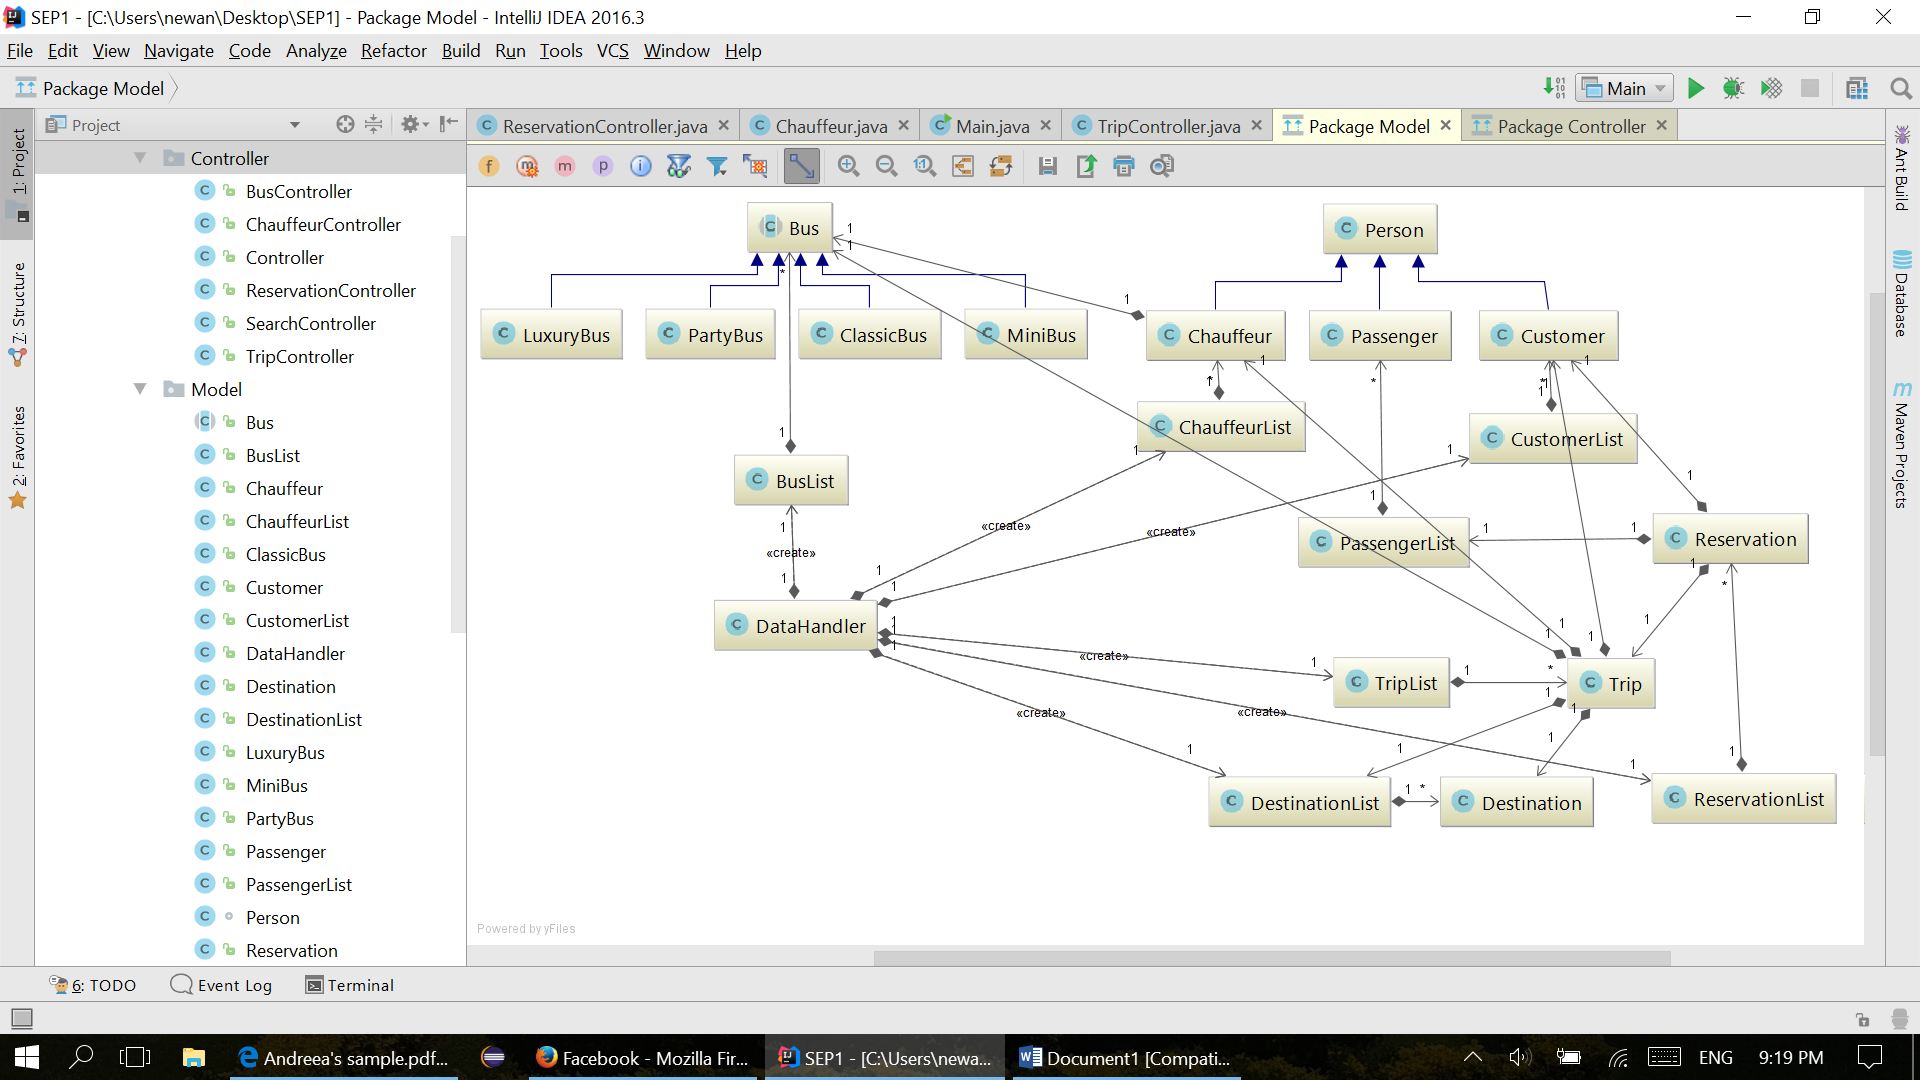 SEP1 - [C:\Users\newan\Desktop\SEP1] - Package Model - IntelliJ IDEA 2016.3
File Edit View Navigate Code Analyze Refactor Build Run Tools VCS Window Help
Package Model
Main
Project
ReservationController.java
Chauffeur.java
Main.java
TripController.java
Package Model
Package Controller
1: Project
7: Structure
2: Favorites
Controller
BusController
ChauffeurController
Controller
ReservationController
SearchController
TripController
Model
Bus
BusList
Chauffeur
ChauffeurList
ClassicBus
Customer
CustomerList
DataHandler
Destination
DestinationList
LuxuryBus
MiniBus
PartyBus
Passenger
PassengerList
Person
Reservation
Bus
Person
LuxuryBus
PartyBus
ClassicBus
MiniBus
Chauffeur
Passenger
Customer
ChauffeurList
CustomerList
BusList
PassengerList
Reservation
«create»
«create»
«create»
DataHandler
«create»
TripList
Trip
«create»
«create»
DestinationList
Destination
ReservationList
Powered by yFiles
Ant Build
Database
Maven Projects
6: TODO
Event Log
Terminal
Andreea's sample.pdf...
Facebook - Mozilla Fir...
SEP1 - [C:\Users\newa...
Document1 [Compati...
ENG
9:19 PM